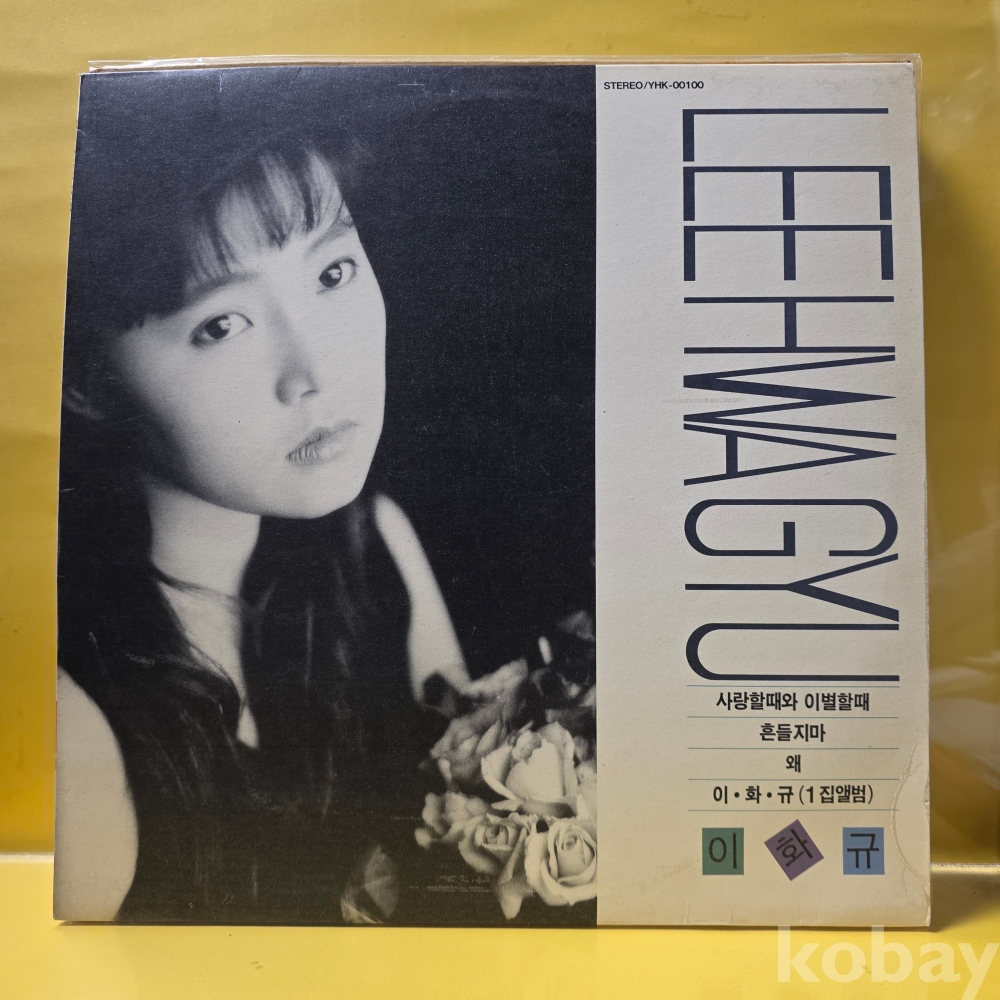 STEREO/YHK-00100
LEEHWAGYU
사랑할때와 이별할때
흔들지마
왜
이•화•규 (1집앨범)
이 화 규
kobay